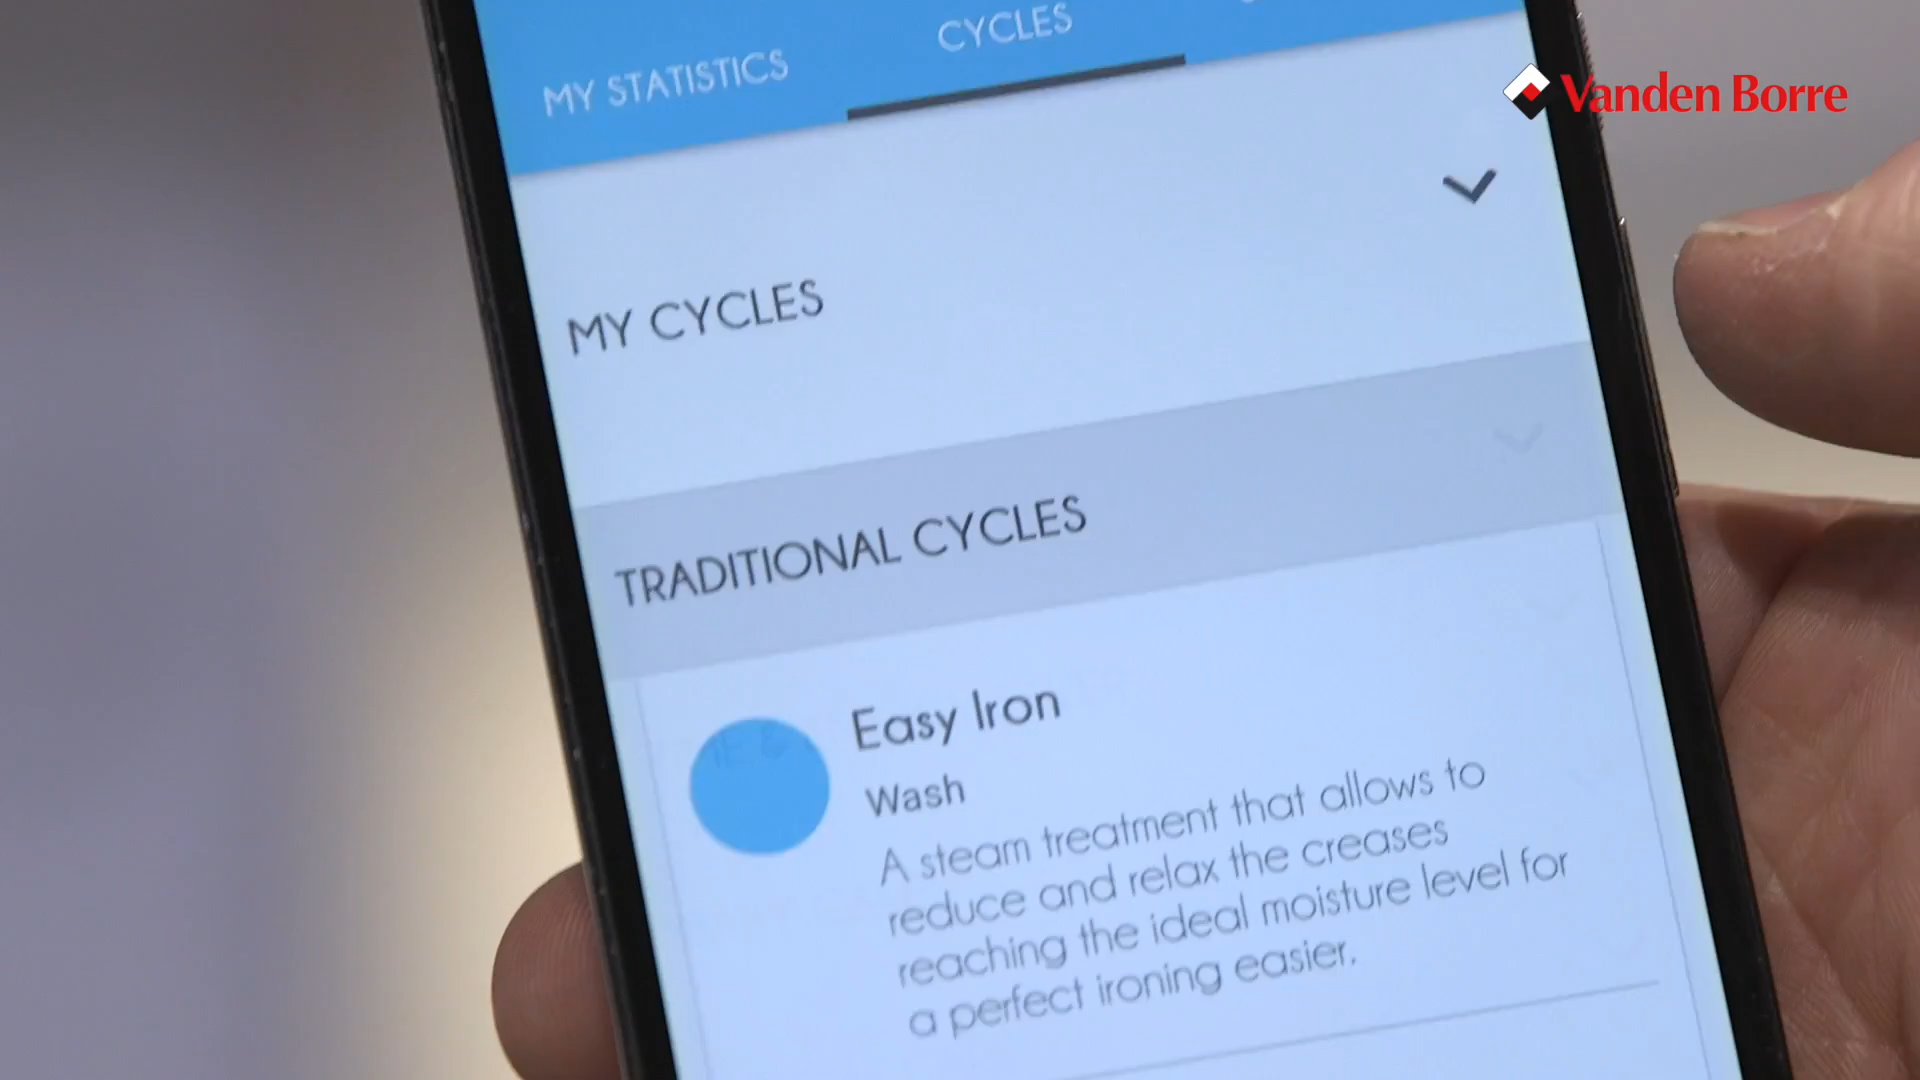 MY STATISTICS
CYCLES
Vanden Borre
MY CYCLES
TRADITIONAL CYCLES
Easy Iron
Wash
A steam treatment that allows to
reduce and relax the creases
reaching the ideal moisture level for
a perfect ironing easier.